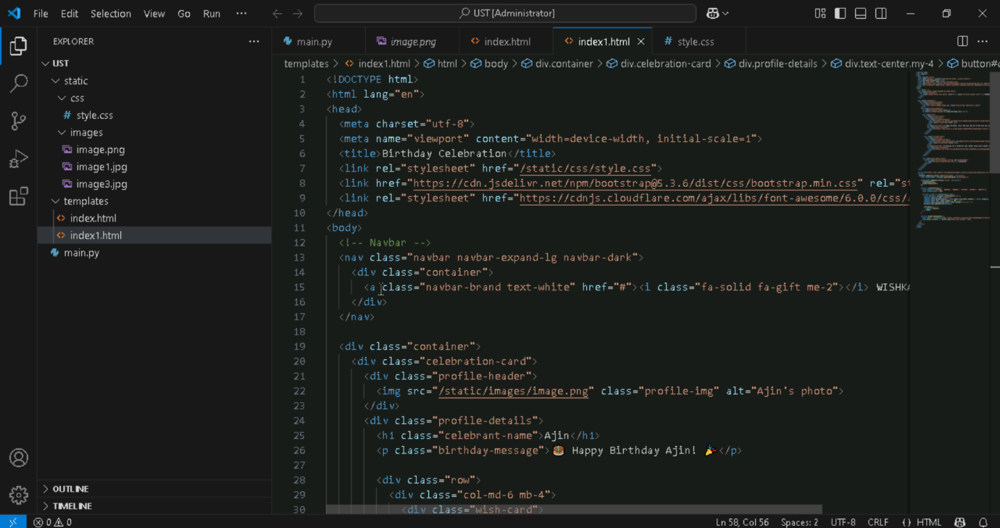 File Edit Selection View Go Run ··· UST [Administrator]
EXPLORER ···
UST
static
css
# style.css
images
image.png
image1.jpg
image3.jpg
templates
<> index.html
<> index1.html
main.py
OUTLINE
TIMELINE
main.py image.png <> index.html <> index1.html # style.css
templates > <> index1.html > html > body > div.container > div.celebration-card > div.profile-details > div.text-center.my-4 >
1 <!DOCTYPE html>
2 <html lang="en">
3 <head>
4 <meta charset="utf-8">
5 <meta name="viewport" content="width=device-width, initial-scale=1">
6 <title>Birthday Celebration</title>
7 <link rel="stylesheet" href="/static/css/style.css">
8 <link href="https://cdn.jsdelivr.net/npm/bootstrap@5.3.6/dist/css/bootstrap.min.css" rel="st
9 <link rel="stylesheet" href="https://cdnjs.cloudflare.com/ajax/libs/font-awesome/6.0.0/css/
10 </head>
11 <body>
12 <!-- Navbar -->
13 <nav class="navbar navbar-expand-lg navbar-dark">
14 <div class="container">
15 <a class="navbar-brand text-white" href="#"><i class="fa-solid fa-gift me-2"></i> WISHKA
16 </div>
17 </nav>
18
19 <div class="container">
20 <div class="celebration-card">
21 <div class="profile-header">
22 <img src="/static/images/image.png" class="profile-img" alt="Ajin's photo">
23 </div>
24 <div class="profile-details">
25 <h1 class="celebrant-name">Ajin</h1>
26 <p class="birthday-message">🎂 Happy Birthday Ajin! 🎉</p>
27
28 <div class="row">
29 <div class="col-md-6 mb-4">
30 <div class="wish-card">
0 0 Ln 58, Col 56 Spaces: 2 UTF-8 CRLF {} HTML